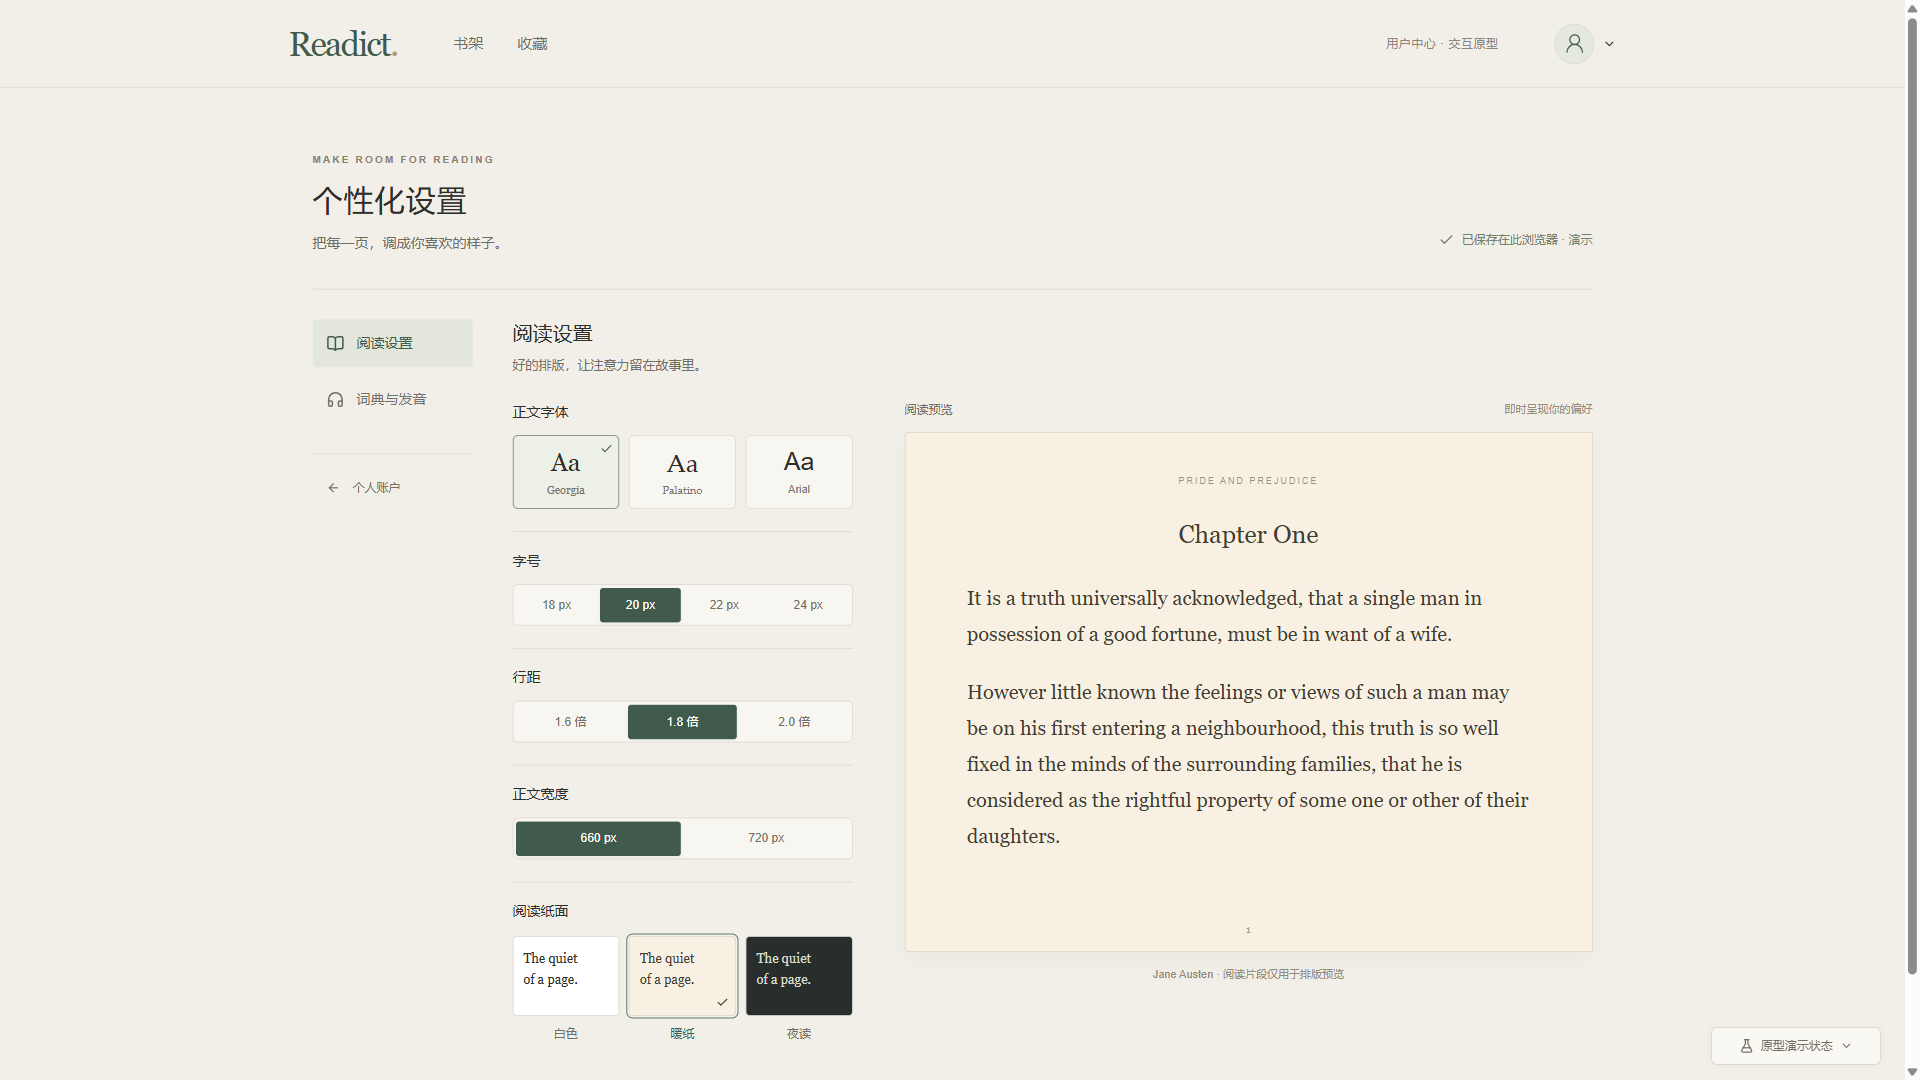 Readict.
书架
收藏
用户中心 · 交互原型
MAKE ROOM FOR READING
个性化设置
把每一页，调成你喜欢的样子。
已保存在此浏览器 · 演示
阅读设置
词典与发音
个人账户
阅读设置
好的排版，让注意力留在故事里。
正文字体
Aa
Georgia
Aa
Palatino
Aa
Arial
字号
18 px
20 px
22 px
24 px
行距
1.6 倍
1.8 倍
2.0 倍
正文宽度
660 px
720 px
阅读纸面
The quiet
of a page.
白色
The quiet
of a page.
暖纸
The quiet
of a page.
夜读
阅读预览
即时呈现你的偏好
PRIDE AND PREJUDICE
Chapter One
It is a truth universally acknowledged, that a single man in
possession of a good fortune, must be in want of a wife.
However little known the feelings or views of such a man may
be on his first entering a neighbourhood, this truth is so well
fixed in the minds of the surrounding families, that he is
considered as the rightful property of some one or other of their
daughters.
1
Jane Austen · 阅读片段仅用于排版预览
原型演示状态